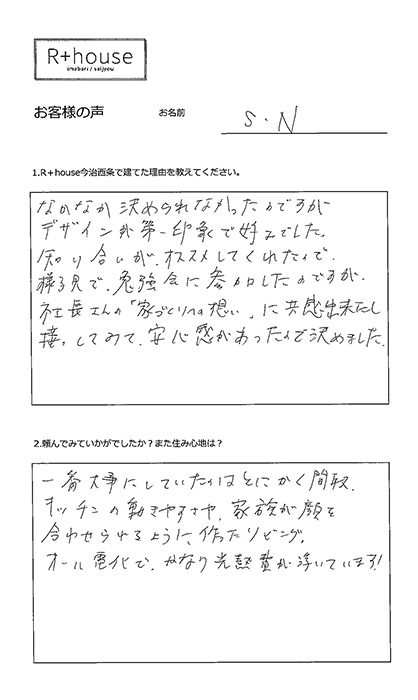 R+house
imabari / saijyou
お客様の声
お名前
S.N
1.R+house今治西条で建てた理由を教えてください。
なかなか決められなかったのですが
デザインが第一印象で好みでした。
知り合いが、オススメしてくれたので、
様子見で、勉強会に参加したのですが、
社長さんの「家づくりへの想い」に共感出来たし
接してみて、安心感があったので決めました。
2.頼んでみていかがでしたか？また住み心地は？
一番大事にしていたのはとにかく間取。
キッチンの動きやすさや、家族が顔を
合わせられるように、作ったリビング。
オール電化で、かなり光熱費が浮いています!